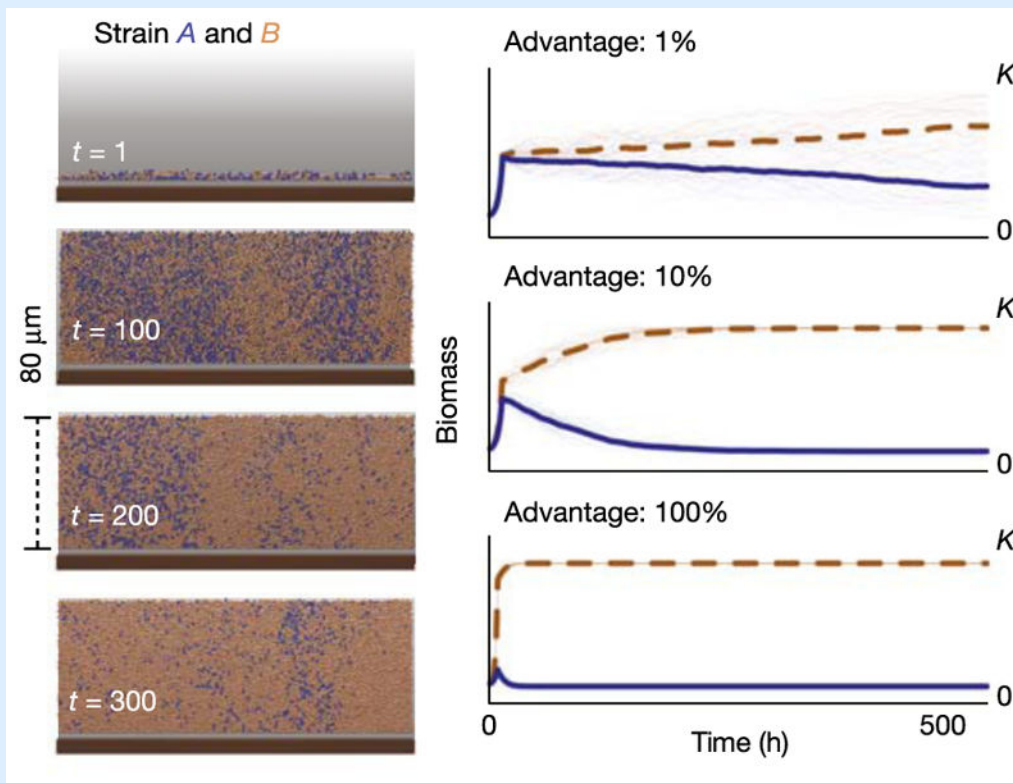 Strain A and B
t = 1
t = 100
80 μm
t = 200
t = 300
Advantage: 1%
K
0
Advantage: 10%
K
0
Biomass
Advantage: 100%
K
0
0
500
Time (h)